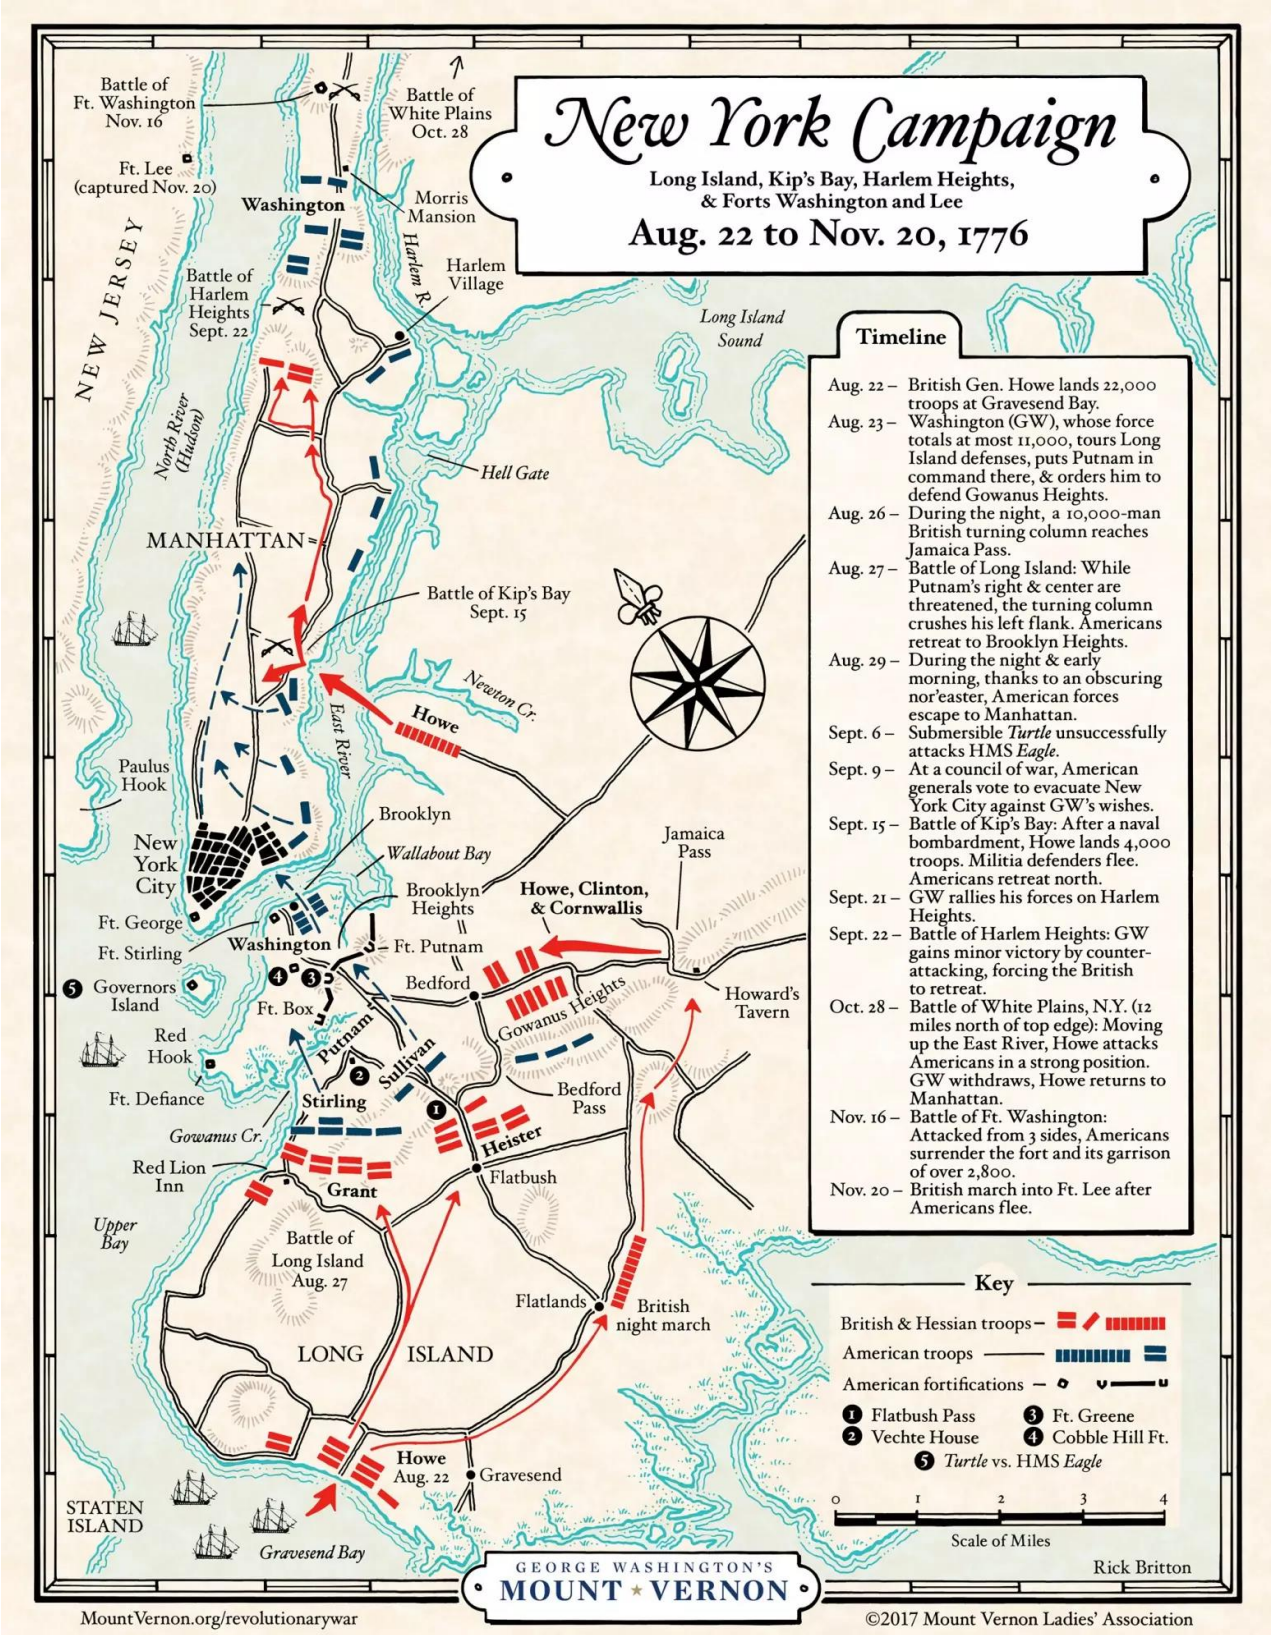 New York Campaign
Long Island, Kip's Bay, Harlem Heights,
& Forts Washington and Lee
Aug. 22 to Nov. 20, 1776
Battle of
Ft. Washington
Nov. 16
Battle of
White Plains
Oct. 28
Ft. Lee
(captured Nov. 20)
Washington
Morris
Mansion
NEW JERSEY
Harlem R.
Battle of
Harlem
Heights
Sept. 22
Harlem
Village
Long Island
Sound
North River
(Hudson)
Hell Gate
MANHATTAN
Battle of Kip's Bay
Sept. 15
Newton Cr.
Howe
East River
Paulus
Hook
Brooklyn
New
York
City
Wallabout Bay
Jamaica
Pass
Brooklyn
Heights
Howe, Clinton,
& Cornwallis
Ft. George
Ft. Stirling
Washington
Ft. Putnam
4
3
Bedford
5
Governors
Island
Ft. Box
Gowanus Heights
Howard's
Tavern
Red
Hook
Putnam
Sullivan
2
Ft. Defiance
Stirling
1
Bedford
Pass
Gowanus Cr.
Heister
Red Lion
Inn
Grant
Flatbush
Upper
Bay
Battle of
Long Island
Aug. 27
Flatlands
British
night march
LONG ISLAND
Howe
Aug. 22
Gravesend
STATEN
ISLAND
Gravesend Bay
Timeline
Aug. 22 – British Gen. Howe lands 22,000
troops at Gravesend Bay.
Aug. 23 – Washington (GW), whose force
totals at most 11,000, tours Long
Island defenses, puts Putnam in
command there, & orders him to
defend Gowanus Heights.
Aug. 26 – During the night, a 10,000-man
British turning column reaches
Jamaica Pass.
Aug. 27 – Battle of Long Island: While
Putnam's right & center are
threatened, the turning column
crushes his left flank. Americans
retreat to Brooklyn Heights.
Aug. 29 – During the night & early
morning, thanks to an obscuring
nor'easter, American forces
escape to Manhattan.
Sept. 6 – Submersible Turtle unsuccessfully
attacks HMS Eagle.
Sept. 9 – At a council of war, American
generals vote to evacuate New
York City against GW's wishes.
Sept. 15 – Battle of Kip's Bay: After a naval
bombardment, Howe lands 4,000
troops. Militia defenders flee.
Americans retreat north.
Sept. 21 – GW rallies his forces on Harlem
Heights.
Sept. 22 – Battle of Harlem Heights: GW
gains minor victory by counter-
attacking, forcing the British
to retreat.
Oct. 28 – Battle of White Plains, N.Y. (12
miles north of top edge): Moving
up the East River, Howe attacks
Americans in a strong position.
GW withdraws, Howe returns to
Manhattan.
Nov. 16 – Battle of Ft. Washington:
Attacked from 3 sides, Americans
surrender the fort and its garrison
of over 2,800.
Nov. 20 – British march into Ft. Lee after
Americans flee.
Key
British & Hessian troops
American troops
American fortifications
1 Flatbush Pass
3 Ft. Greene
2 Vechte House
4 Cobble Hill Ft.
5 Turtle vs. HMS Eagle
0 1 2 3 4
Scale of Miles
Rick Britton
GEORGE WASHINGTON'S
MOUNT VERNON
MountVernon.org/revolutionarywar
©2017 Mount Vernon Ladies' Association